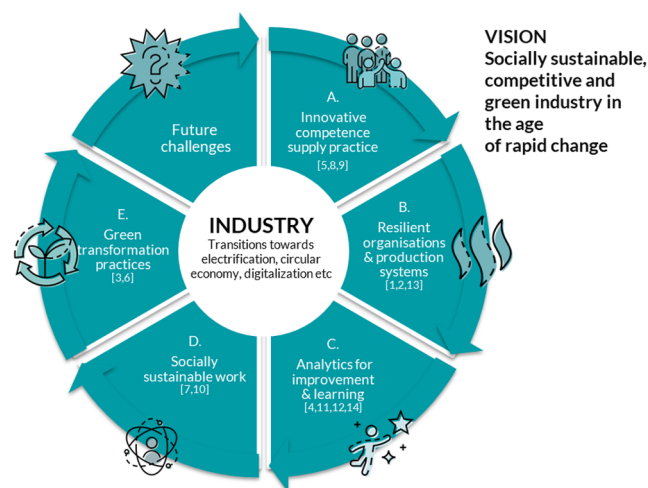 VISION
Socially sustainable,
competitive and
green industry in
the age
of rapid change
A.
Innovative
competence
supply practice
[5,8,9]
B.
Resilient
organisations
& production
systems
[1,2,13]
C.
Analytics for
improvement
& learning
[4,11,12,14]
D.
Socially
sustainable work
[7,10]
E.
Green
transformation
practices
[3,6]
?
Future
challenges
INDUSTRY
Transitions towards
electrification, circular
economy, digitalization etc